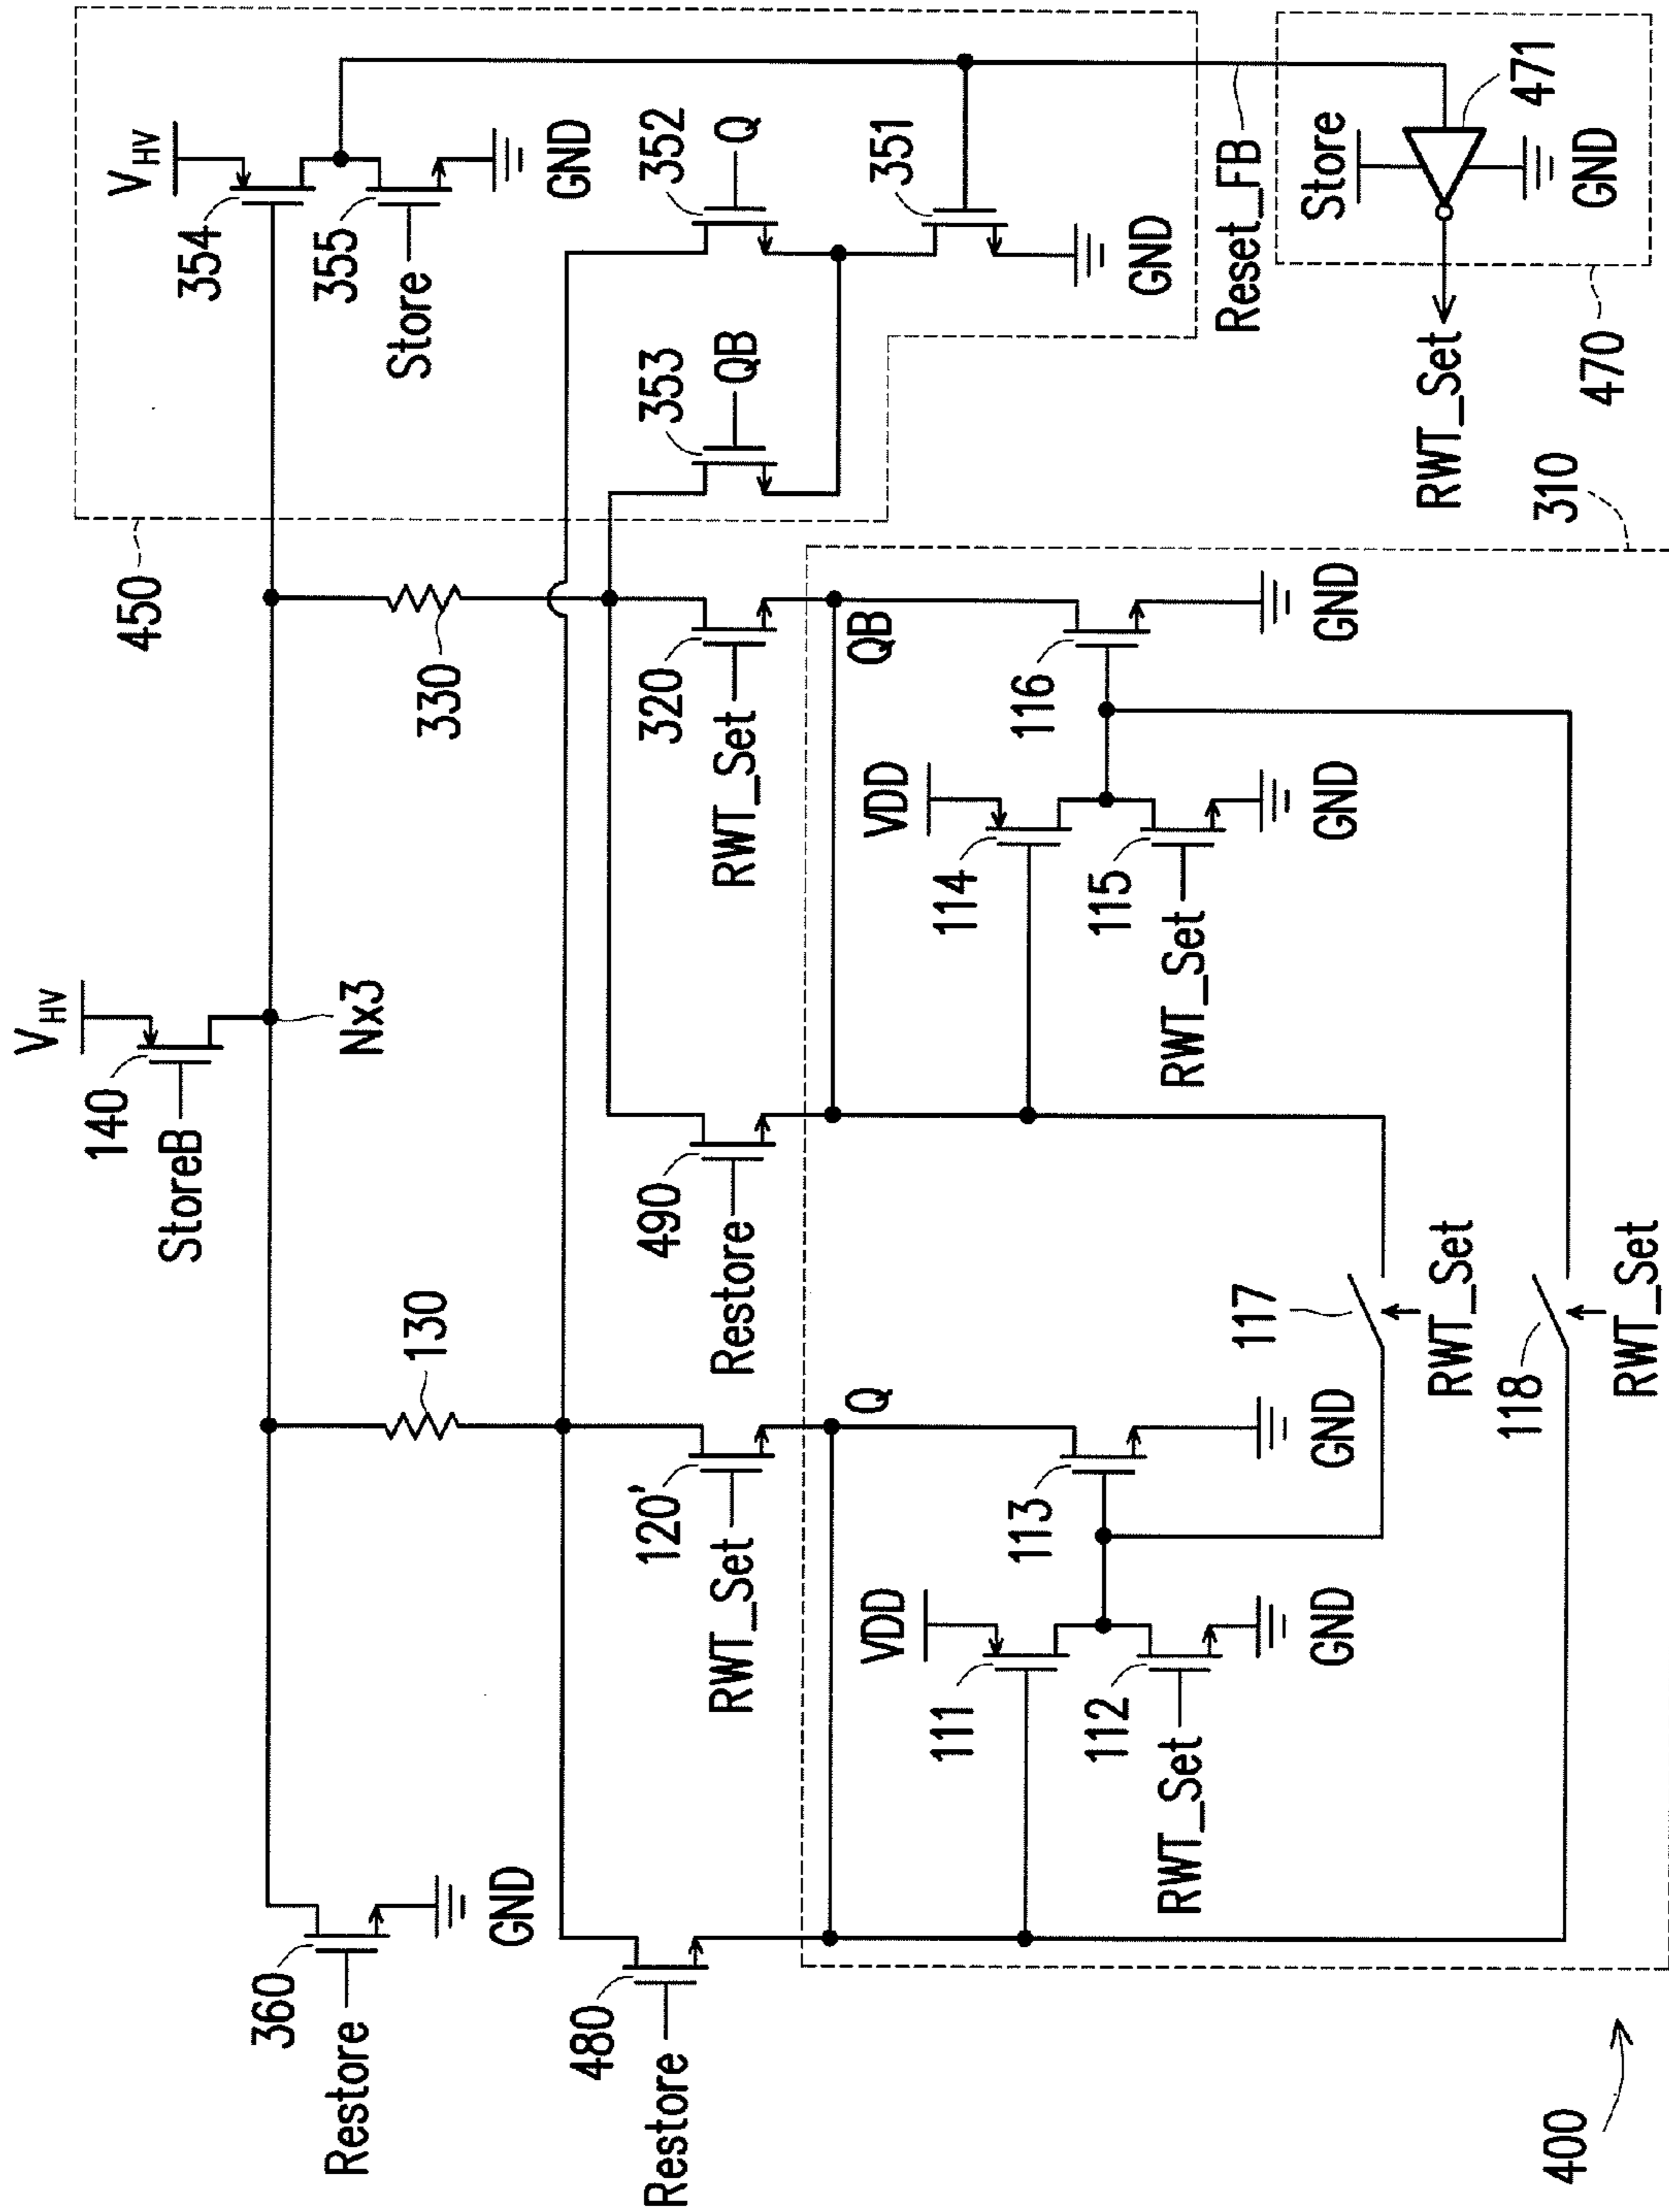 V_HV
140
StoreB
Nx3
V_HV
354
355
Store
GND
450
360
Restore
GND
130
330
353
QB
352
Q
351
GND
Reset_FB
480
Restore
120'
RWT_Set
490
Restore
320
RWT_Set
Q
QB
VDD
111
112
RWT_Set
GND
113
GND
VDD
114
115
RWT_Set
GND
116
GND
117
RWT_Set
118
RWT_Set
310
Store
471
GND
RWT_Set
470
400